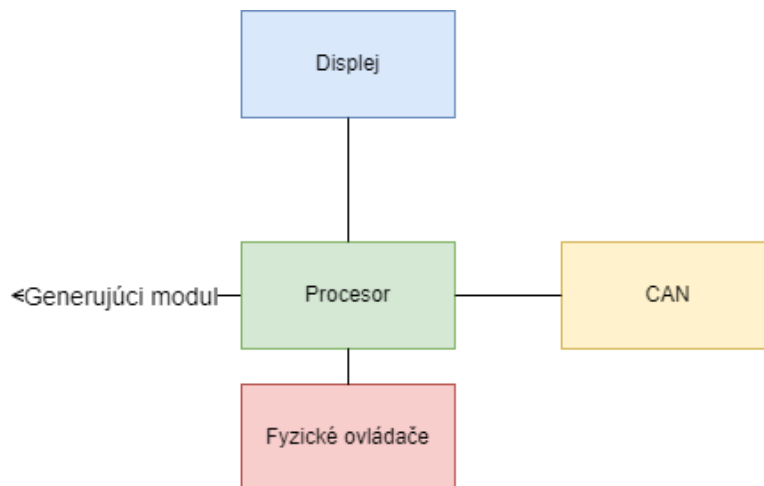 Displej
Generujúci modul
Procesor
CAN
Fyzické ovládače